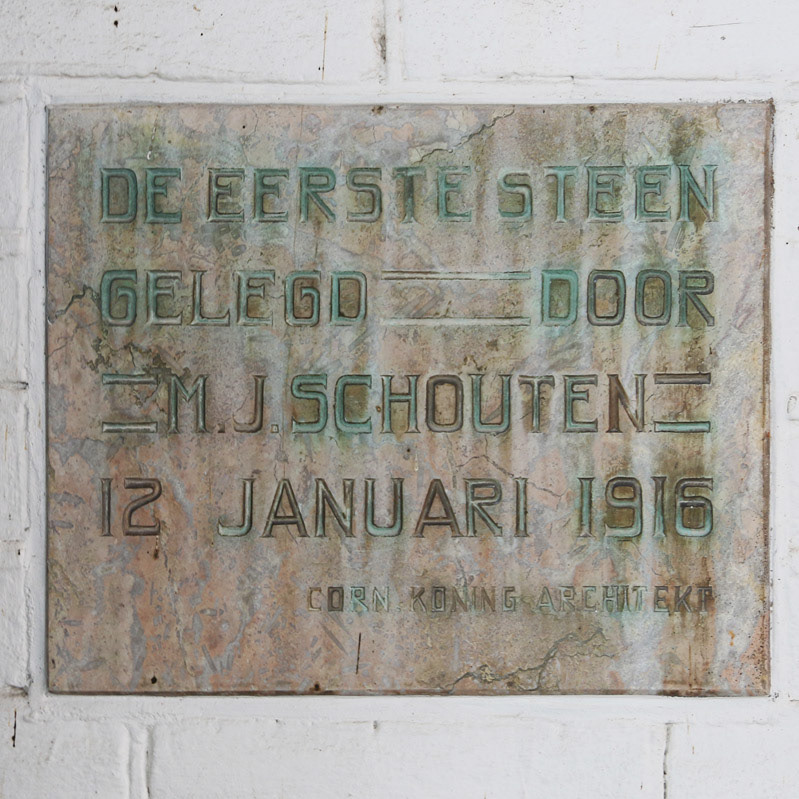 DE EERSTE STEEN
GELEGD DOOR
M.J. SCHOUTEN
12 JANUARI 1916
CORN KONING ARCHITEKT